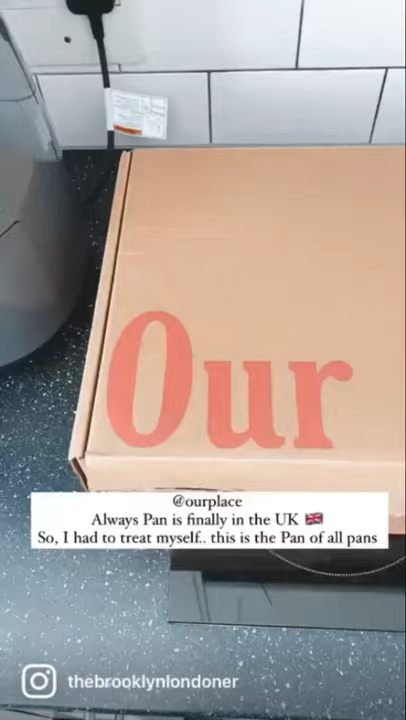 Our
@ourplace
Always Pan is finally in the UK 🇬🇧
So, I had to treat myself.. this is the Pan of all pans
thebrooklynlondoner